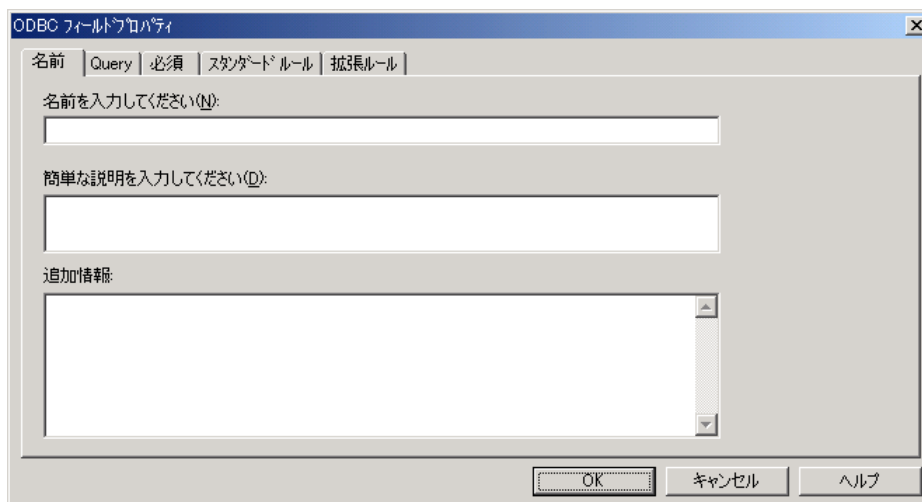 ODBC フィールドプロパティ
名前 Query 必須 スタンダード ルール 拡張ルール
名前を入力してください(N):
簡単な説明を入力してください(D):
追加情報:
OK キャンセル ヘルプ